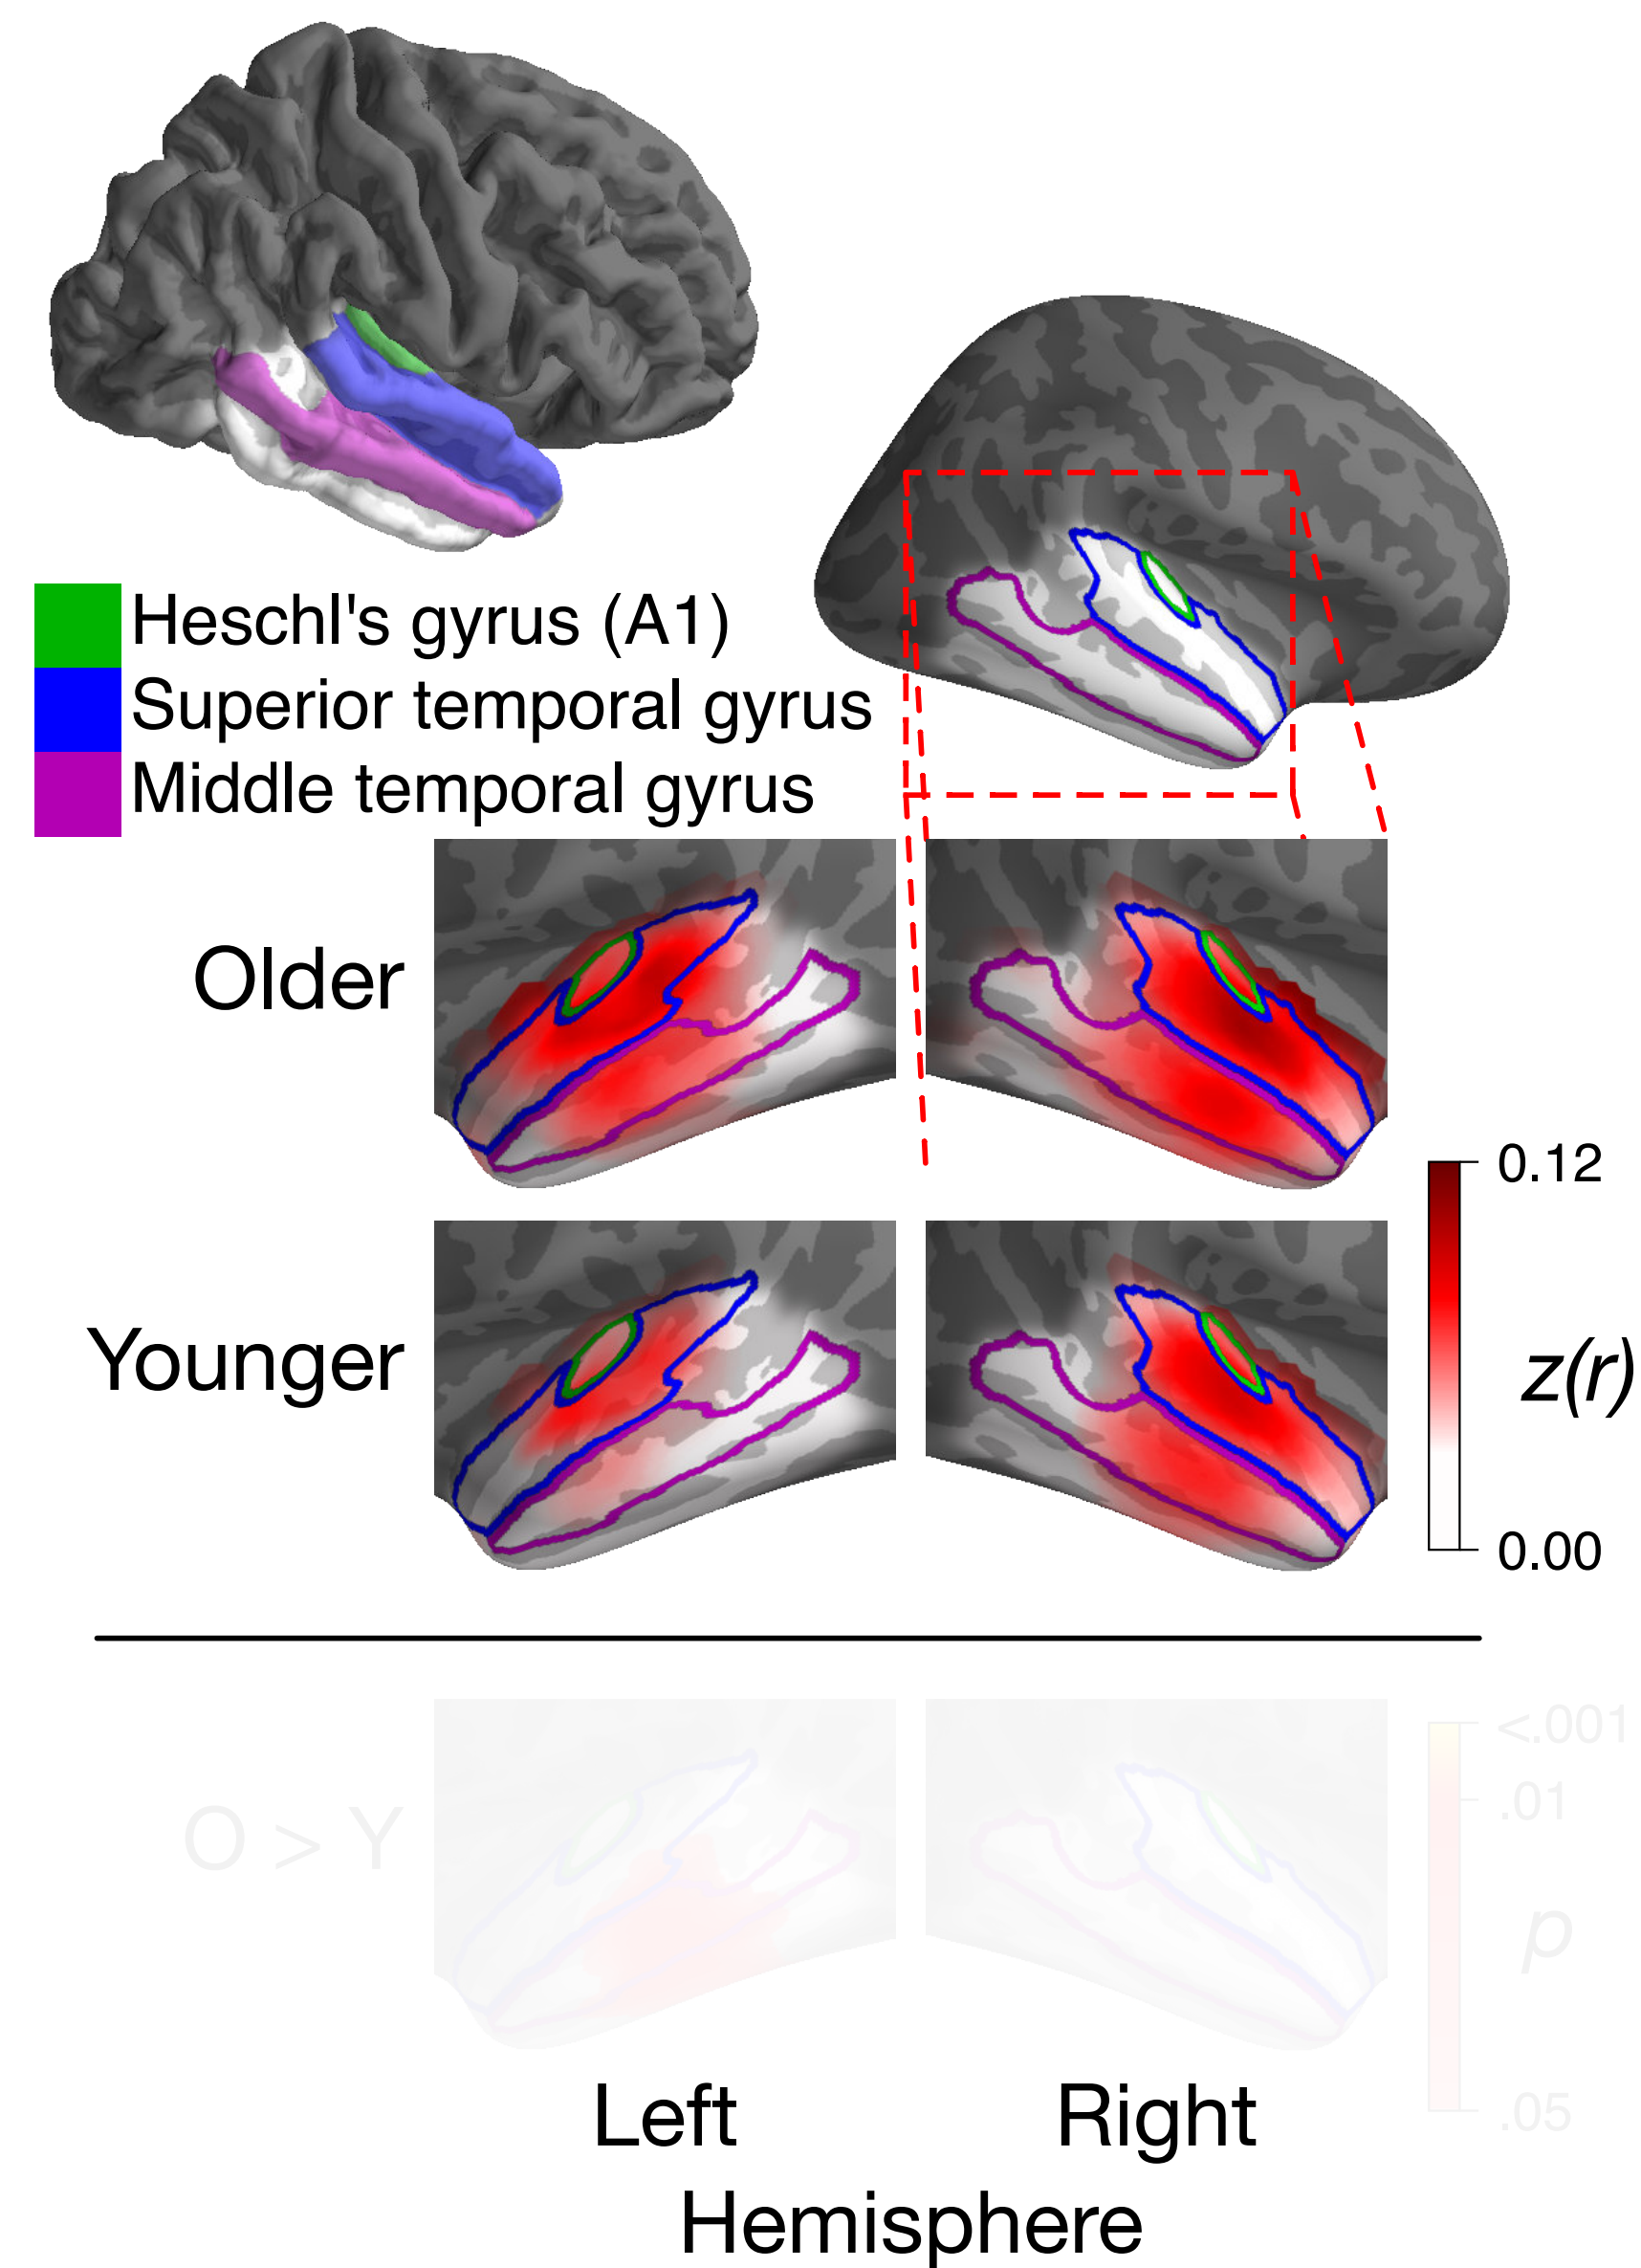 Heschl's gyrus (A1)
Superior temporal gyrus
Middle temporal gyrus
Older
0.12
Younger
z(r)
0.00
<.001
.01
O > Y
p
.05
Left
Right
Hemisphere